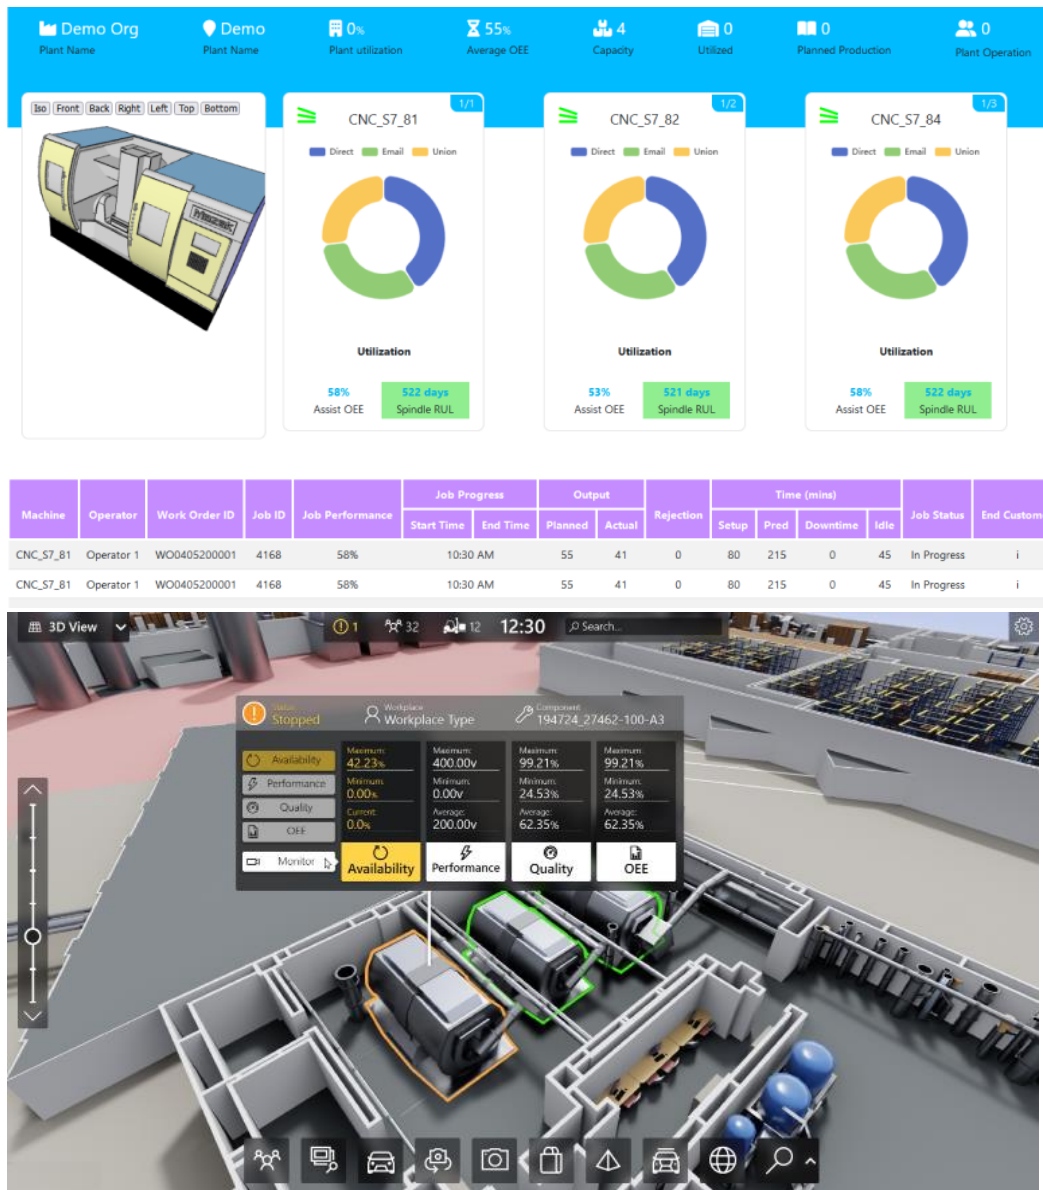 Demo Org
Demo
0%
55%
4
0
0
0
Plant Name
Plant Name
Plant utilization
Average OEE
Capacity
Utilized
Planned Production
Plant Operation
Iso Front Back Right Left Top Bottom
Mazak
1/1
CNC_S7_81
Direct Email Union
Utilization
58%
Assist OEE
522 days
Spindle RUL
1/2
CNC_S7_82
Direct Email Union
Utilization
53%
Assist OEE
521 days
Spindle RUL
1/3
CNC_S7_84
Direct Email Union
Utilization
58%
Assist OEE
522 days
Spindle RUL
Machine Operator Work Order ID Job ID Job Performance Job Progress Output Rejection Time (mins) Job Status End Custom
Start Time End Time Planned Actual Setup Pred Downtime Idle
CNC_S7_81 Operator 1 WO0405200001 4168 58% 10:30 AM 55 41 0 80 215 0 45 In Progress i
CNC_S7_81 Operator 1 WO0405200001 4168 58% 10:30 AM 55 41 0 80 215 0 45 In Progress i
3D View 1 32 12 12:30 Search...
Status
Stopped
Workplace
Workplace Type
Component
194724_27462-100-A3
Availability
Performance
Quality
OEE
Monitor
Maximum:
42.23%
Minimum:
0.00%
Current:
0.0%
Availability
Maximum:
400.00v
Minimum:
0.00v
Average:
200.00v
Performance
Maximum:
99.21%
Minimum:
24.53%
Average:
62.35%
Quality
Maximum:
99.21%
Minimum:
24.53%
Average:
62.35%
OEE